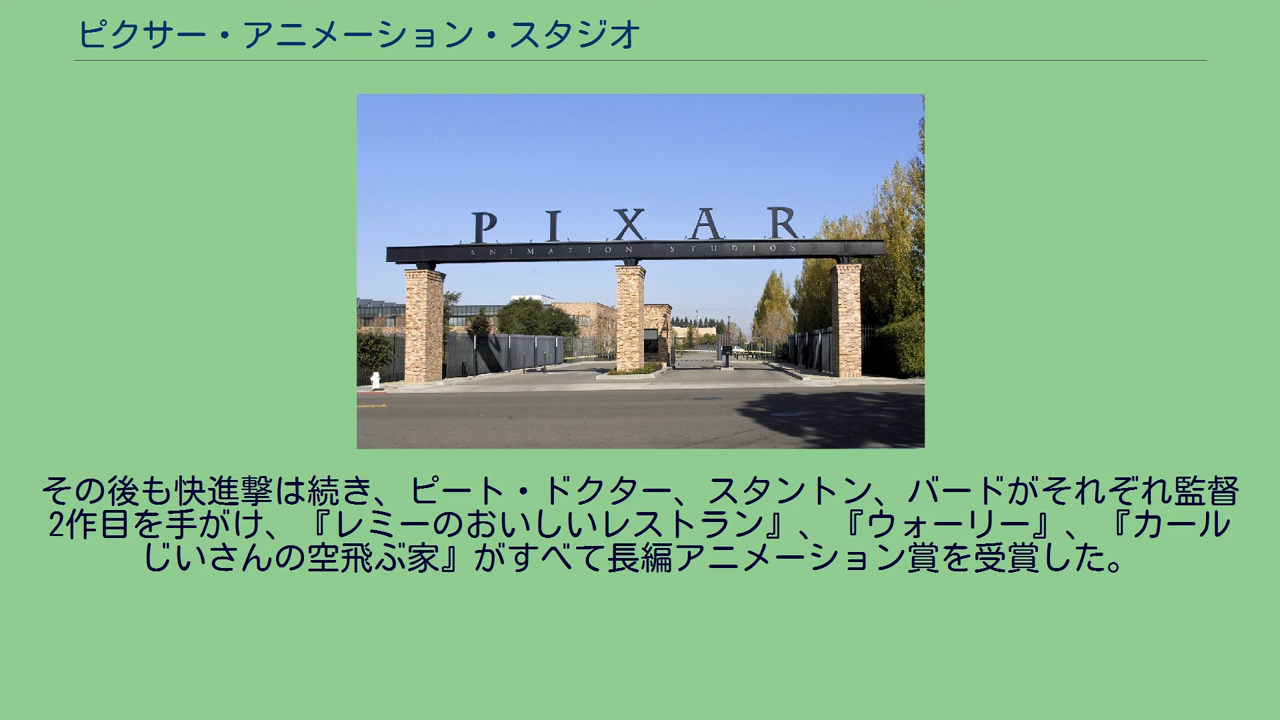 ピクサー・アニメーション・スタジオ
PIXAR
ANIMATION STUDIOS
その後も快進撃は続き、ピート・ドクター、スタントン、バードがそれぞれ監督
2作目を手がけ、『レミーのおいしいレストラン』、『ウォーリー』、『カール
じいさんの空飛ぶ家』がすべて長編アニメーション賞を受賞した。